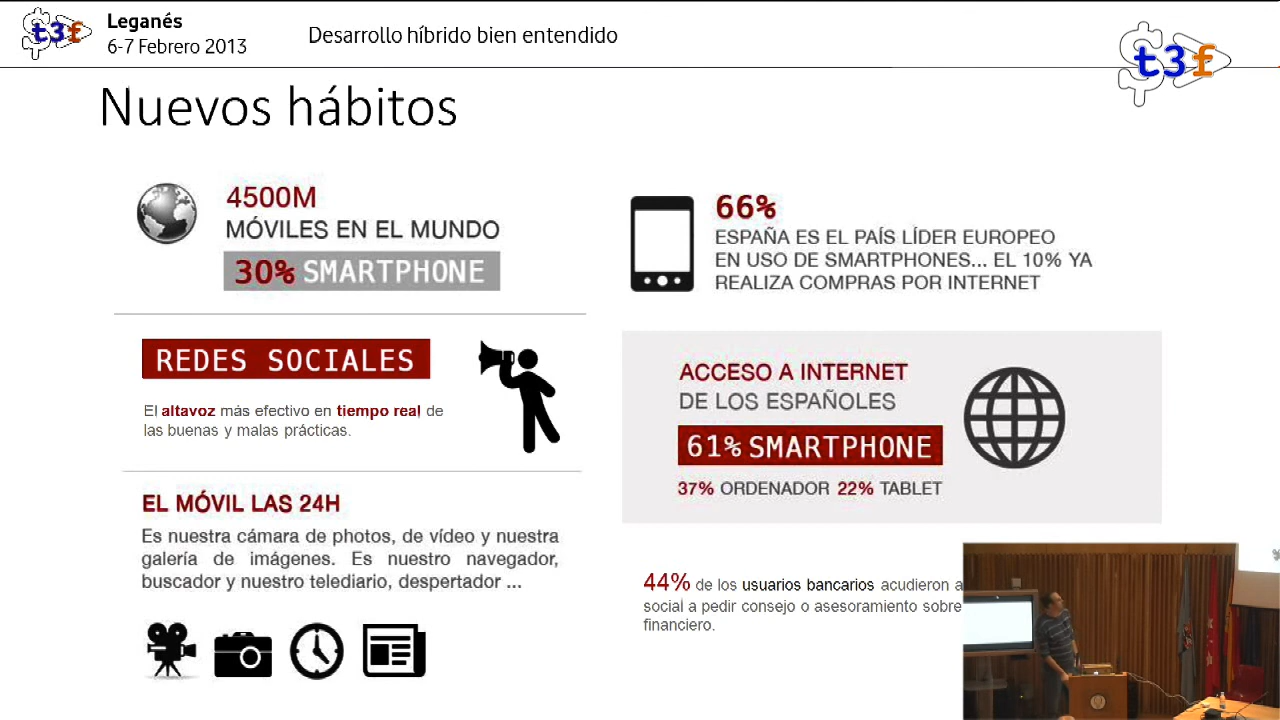 t3f
Leganés
6-7 Febrero 2013
Desarrollo híbrido bien entendido
t3f
Nuevos hábitos
4500M
MÓVILES EN EL MUNDO
30% SMARTPHONE
REDES SOCIALES
El altavoz más efectivo en tiempo real de
las buenas y malas prácticas.
EL MÓVIL LAS 24H
Es nuestra cámara de photos, de vídeo y nuestra
galería de imágenes. Es nuestro navegador,
buscador y nuestro telediario, despertador ...
66%
ESPAÑA ES EL PAÍS LÍDER EUROPEO
EN USO DE SMARTPHONES... EL 10% YA
REALIZA COMPRAS POR INTERNET
ACCESO A INTERNET
DE LOS ESPAÑOLES
61% SMARTPHONE
37% ORDENADOR 22% TABLET
44% de los usuarios bancarios acudieron a
social a pedir consejo o asesoramiento sobre
financiero.